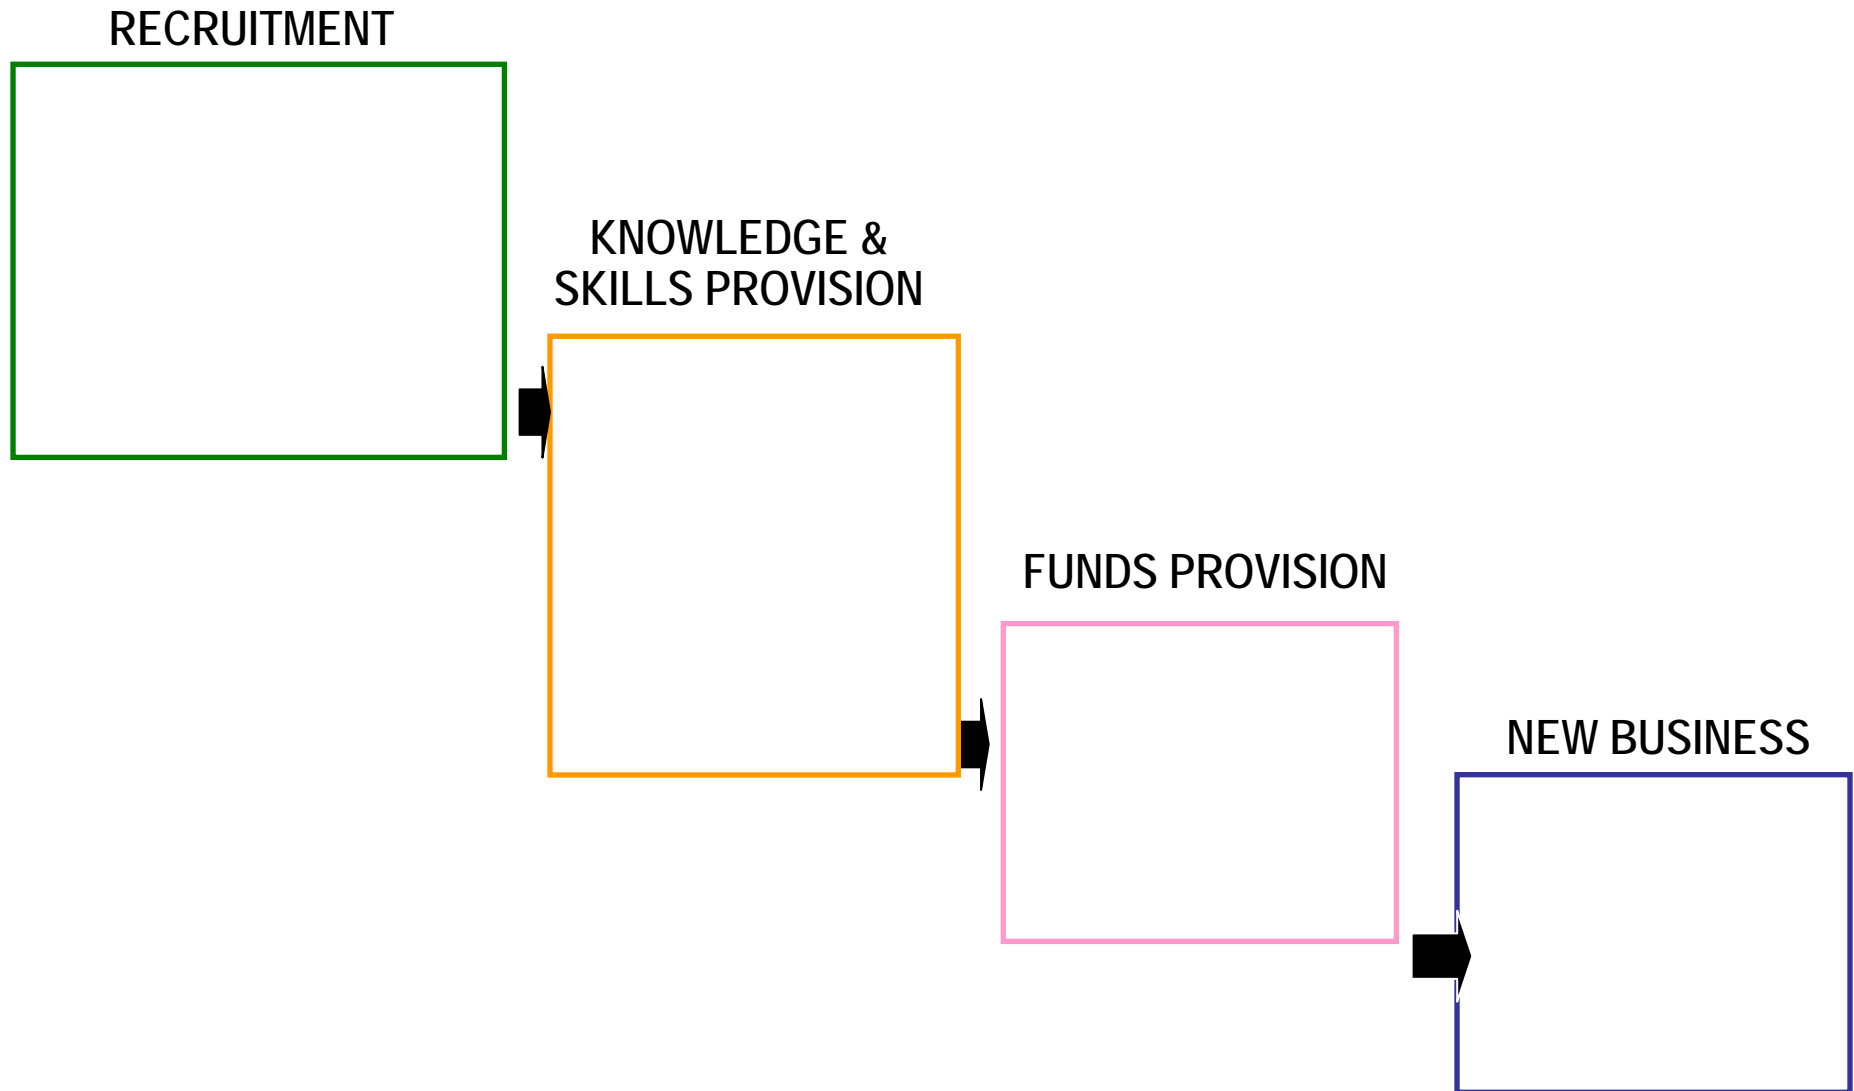 RECRUITMENT
KNOWLEDGE &
SKILLS PROVISION
FUNDS PROVISION
NEW BUSINESS